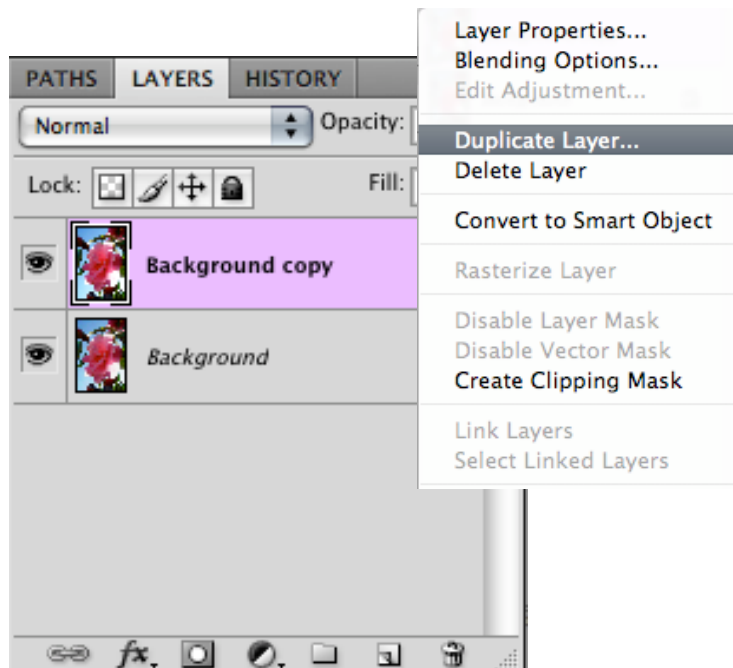 PATHS LAYERS HISTORY
Normal Opacity:
Lock: Fill:
Background copy
Background
fx.
Layer Properties...
Blending Options...
Edit Adjustment...
Duplicate Layer...
Delete Layer
Convert to Smart Object
Rasterize Layer
Disable Layer Mask
Disable Vector Mask
Create Clipping Mask
Link Layers
Select Linked Layers